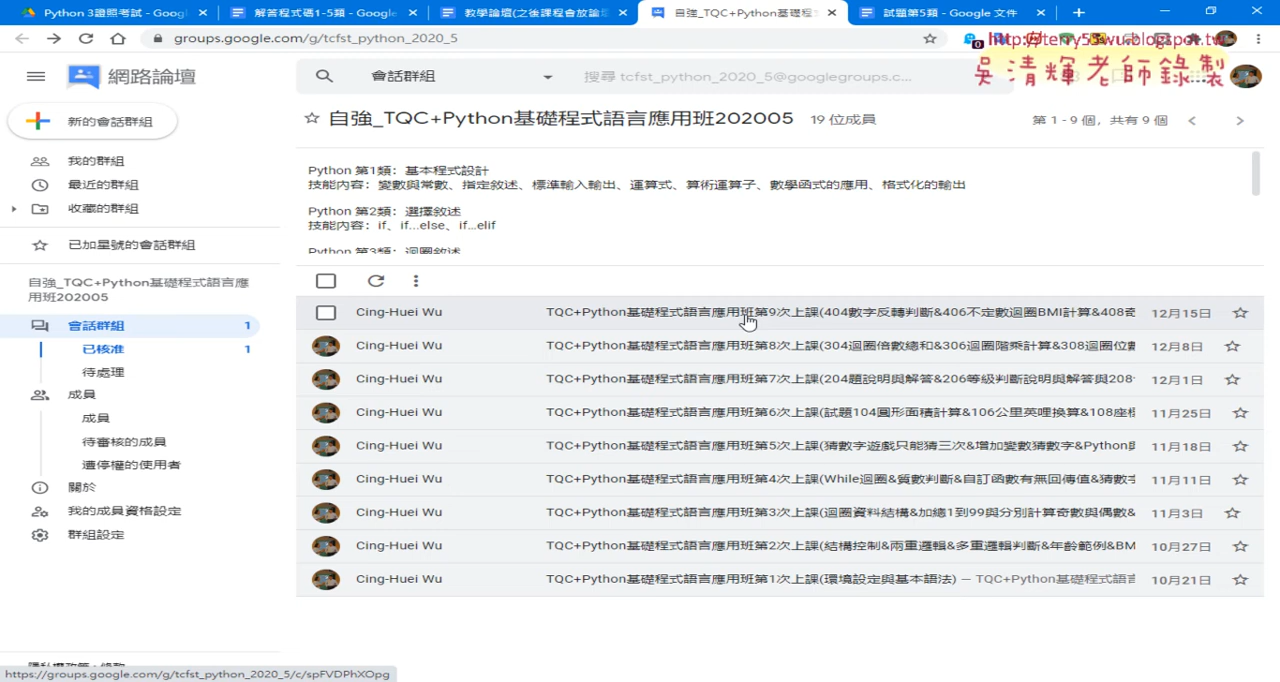 Python 3證照考試 - Googl
解答程式碼1-5類 - Google
教學論壇(之後課程會放論壇
自強_TQC+Python基礎程式
試題第5類 - Google 文件
groups.google.com/g/tcfst_python_2020_5
http://terry55wu.blogspot.tw
吳清輝老師錄製
網路論壇
會話群組
搜尋 tcfst_python_2020_5@googlegroups.c...
新的會話群組
我的群組
最近的群組
收藏的群組
已加星號的會話群組
自強_TQC+Python基礎程式語言應用班202005
會話群組 1
已核准 1
待處理
成員
成員
待審核的成員
遭停權的使用者
關於
我的成員資格設定
群組設定
自強_TQC+Python基礎程式語言應用班202005 19 位成員
第 1 - 9 個，共有 9 個
Python 第1類：基本程式設計
技能內容：變數與常數、指定敘述、標準輸入輸出、運算式、算術運算子、數學函式的應用、格式化的輸出
Python 第2類：選擇敘述
技能內容：if、if...else、if...elif
Python 第3類：迴圈敘述
Cing-Huei Wu TQC+Python基礎程式語言應用班第9次上課(404數字反轉判斷&406不定數迴圈BMI計算&408奇 12月15日
Cing-Huei Wu TQC+Python基礎程式語言應用班第8次上課(304迴圈倍數總和&306迴圈階乘計算&308迴圈位數 12月8日
Cing-Huei Wu TQC+Python基礎程式語言應用班第7次上課(204題說明與解答&206等級判斷說明與解答與208 12月1日
Cing-Huei Wu TQC+Python基礎程式語言應用班第6次上課(試題104圓形面積計算&106公里英哩換算&108座標 11月25日
Cing-Huei Wu TQC+Python基礎程式語言應用班第5次上課(猜數字遊戲只能猜三次&增加變數猜數字&Python與 11月18日
Cing-Huei Wu TQC+Python基礎程式語言應用班第4次上課(While迴圈&質數判斷&自訂函數有無回傳值&猜數字 11月11日
Cing-Huei Wu TQC+Python基礎程式語言應用班第3次上課(迴圈資料結構&加總1到99與分別計算奇數與偶數& 11月3日
Cing-Huei Wu TQC+Python基礎程式語言應用班第2次上課(結構控制&兩重邏輯&多重邏輯判斷&年齡範例&BM 10月27日
Cing-Huei Wu TQC+Python基礎程式語言應用班第1次上課(環境設定與基本語法) – TQC+Python基礎程式語言 10月21日
https://groups.google.com/g/tcfst_python_2020_5/c/spFVDPhXOpg